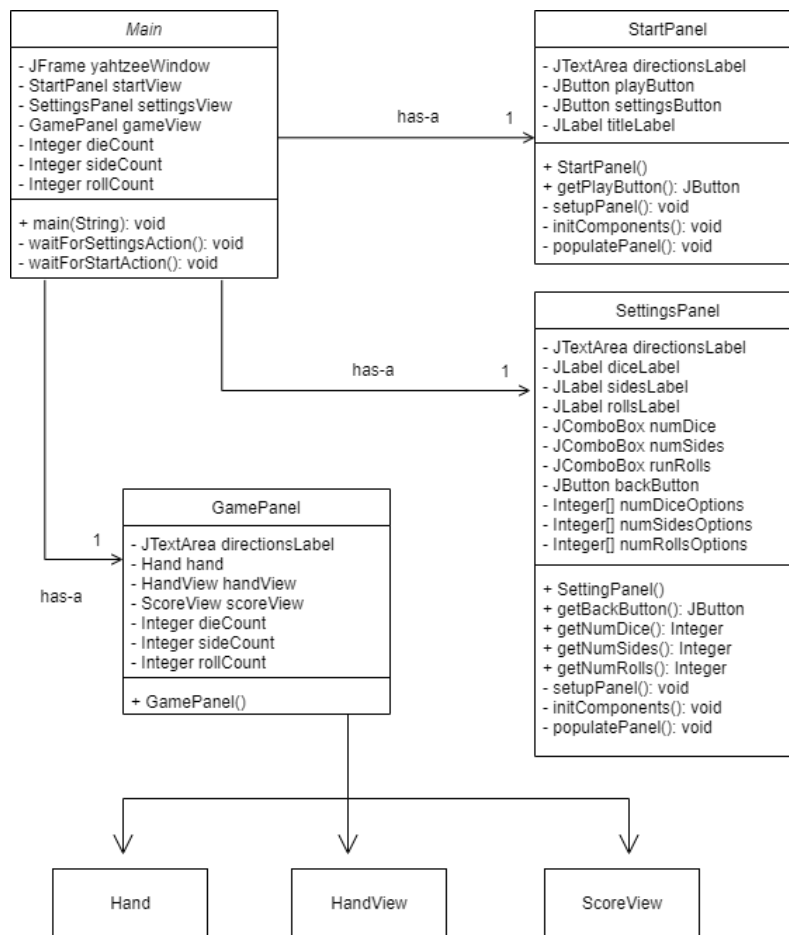 Main
- JFrame yahtzeeWindow
- StartPanel startView
- SettingsPanel settingsView
- GamePanel gameView
- Integer dieCount
- Integer sideCount
- Integer rollCount
+ main(String): void
- waitForSettingsAction(): void
- waitForStartAction(): void
has-a
1
StartPanel
- JTextArea directionsLabel
- JButton playButton
- JButton settingsButton
- JLabel titleLabel
+ StartPanel()
+ getPlayButton(): JButton
- setupPanel(): void
- initComponents(): void
- populatePanel(): void
has-a
1
SettingsPanel
- JTextArea directionsLabel
- JLabel diceLabel
- JLabel sidesLabel
- JLabel rollsLabel
- JComboBox numDice
- JComboBox numSides
- JComboBox runRolls
- JButton backButton
- Integer[] numDiceOptions
- Integer[] numSidesOptions
- Integer[] numRollsOptions
+ SettingPanel()
+ getBackButton(): JButton
+ getNumDice(): Integer
+ getNumSides(): Integer
+ getNumRolls(): Integer
- setupPanel(): void
- initComponents(): void
- populatePanel(): void
1
has-a
GamePanel
- JTextArea directionsLabel
- Hand hand
- HandView handView
- ScoreView scoreView
- Integer dieCount
- Integer sideCount
- Integer rollCount
+ GamePanel()
Hand
HandView
ScoreView